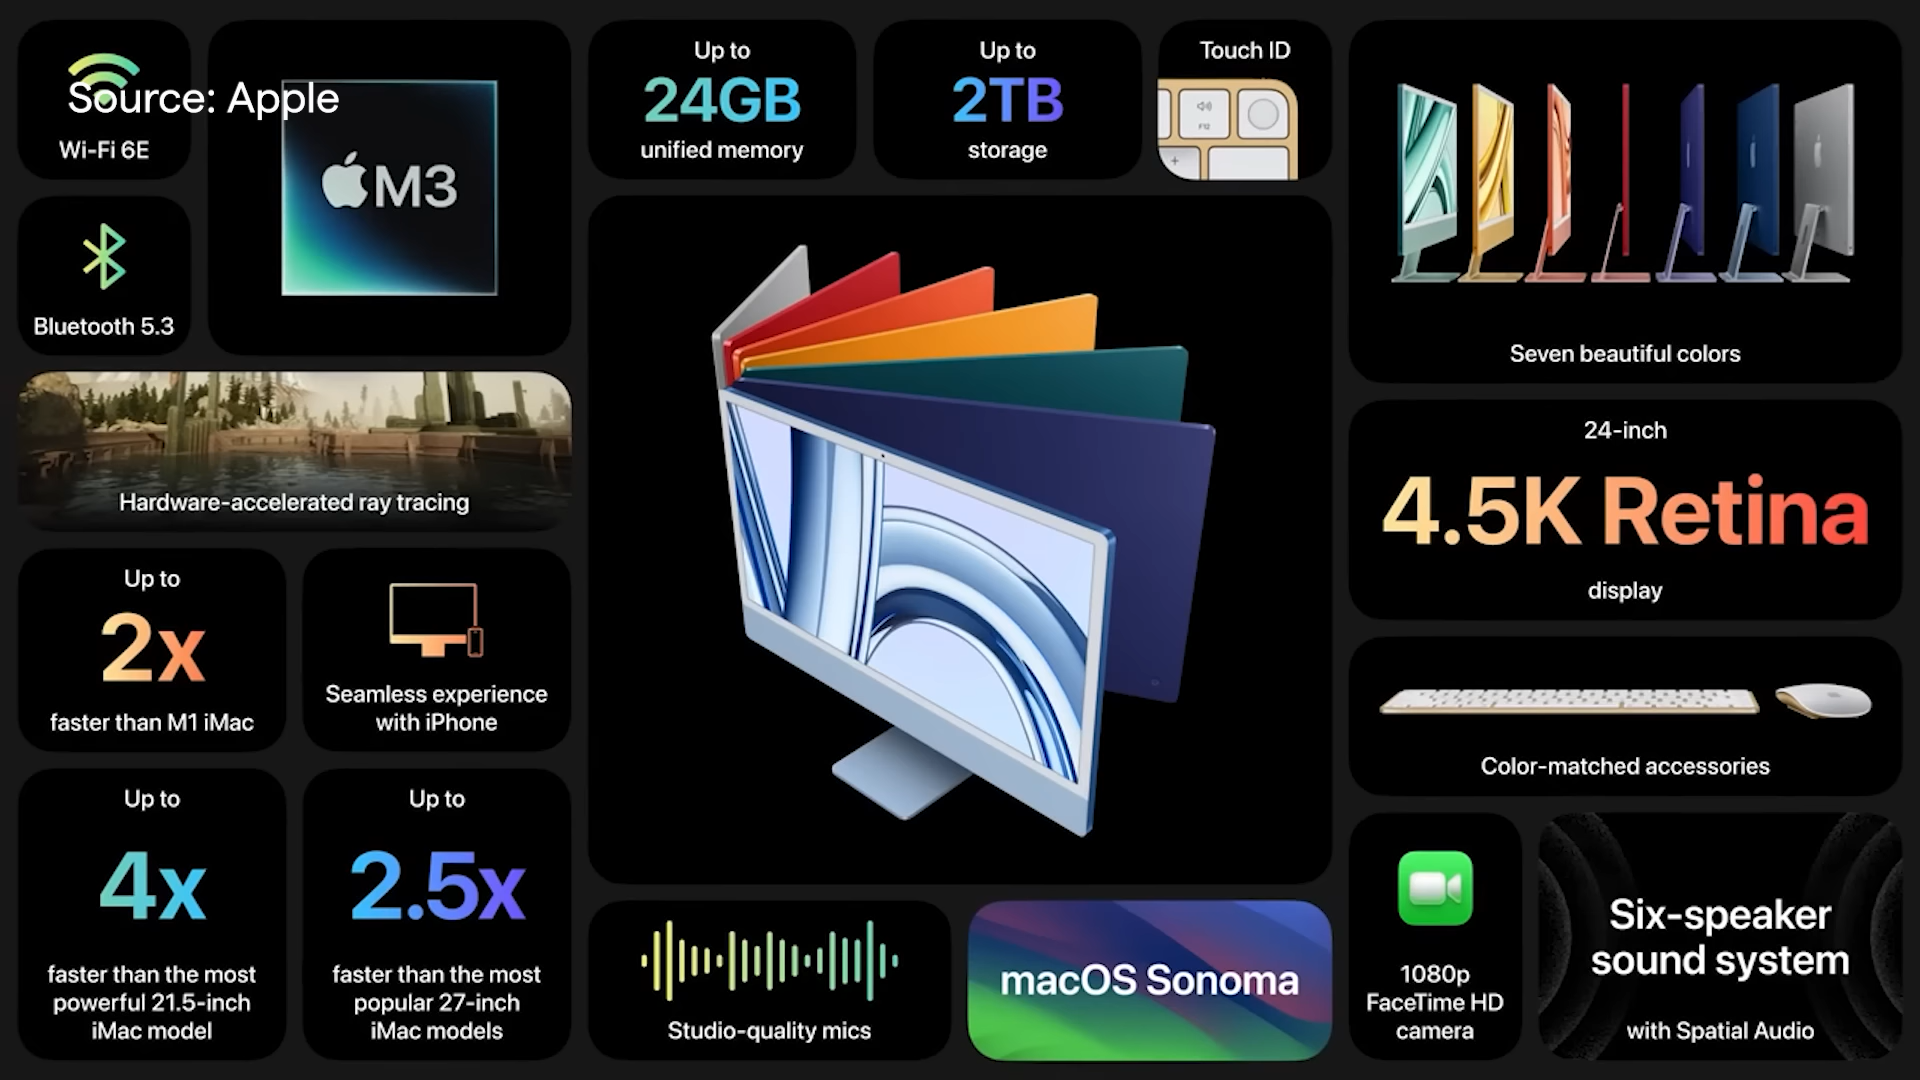 Source: Apple
Wi-Fi 6E
M3
Bluetooth 5.3
Hardware-accelerated ray tracing
Up to
2x
faster than M1 iMac
Seamless experience
with iPhone
Up to
4x
faster than the most
powerful 21.5-inch
iMac model
Up to
2.5x
faster than the most
popular 27-inch
iMac models
Up to
24GB
unified memory
Up to
2TB
storage
Touch ID
F12
+
Studio-quality mics
macOS Sonoma
Seven beautiful colors
24-inch
4.5K Retina
display
Color-matched accessories
1080p
FaceTime HD
camera
Six-speaker
sound system
with Spatial Audio